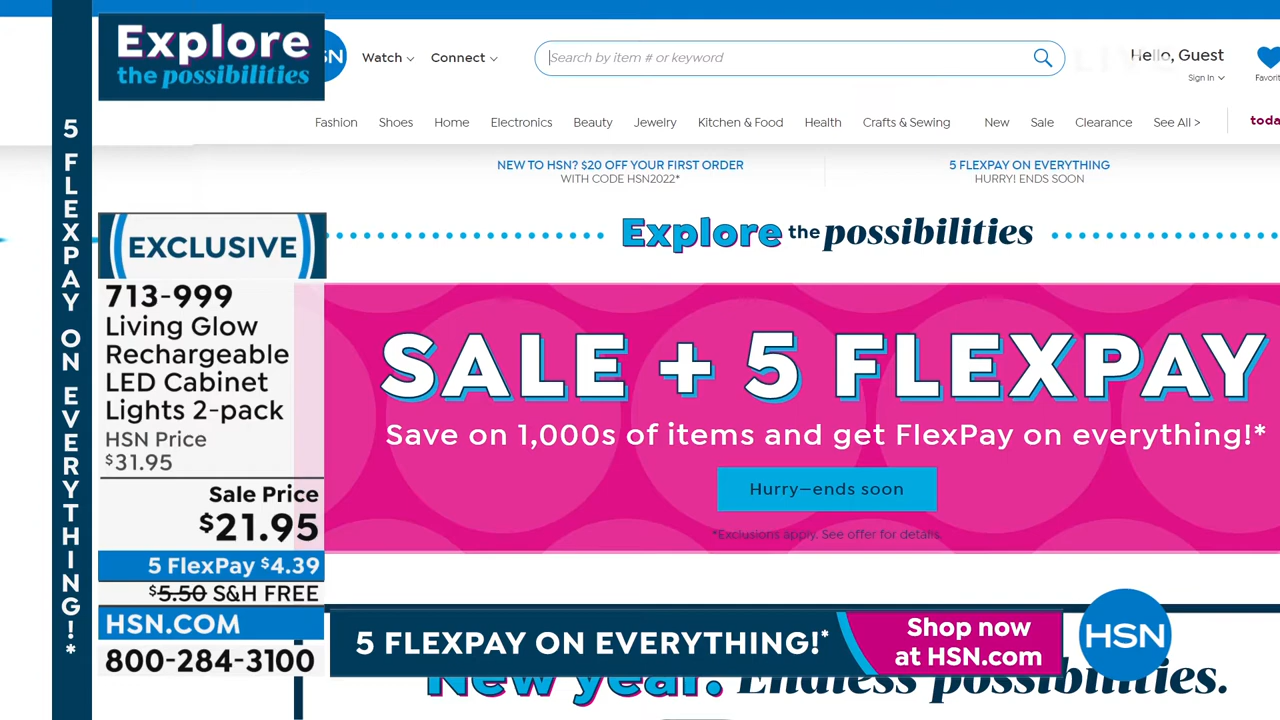 Explore
the possibilities
5 FLEXPAY ON EVERYTHING!*
Watch
Connect
Search by item # or keyword
Hello, Guest
Sign In
Fashion
Shoes
Home
Electronics
Beauty
Jewelry
Kitchen & Food
Health
Crafts & Sewing
New
Sale
Clearance
See All >
NEW TO HSN? $20 OFF YOUR FIRST ORDER
WITH CODE HSN2022*
5 FLEXPAY ON EVERYTHING
HURRY! ENDS SOON
Explore the possibilities
EXCLUSIVE
713-999
Living Glow
Rechargeable
LED Cabinet
Lights 2-pack
HSN Price
$31.95
Sale Price
$21.95
5 FlexPay $4.39
$5.50 S&H FREE
HSN.COM
800-284-3100
SALE + 5 FLEXPAY
Save on 1,000s of items and get FlexPay on everything!*
Hurry—ends soon
*Exclusions apply. See offer for details.
5 FLEXPAY ON EVERYTHING!*
Shop now
at HSN.com
HSN
New year. Endless possibilities.